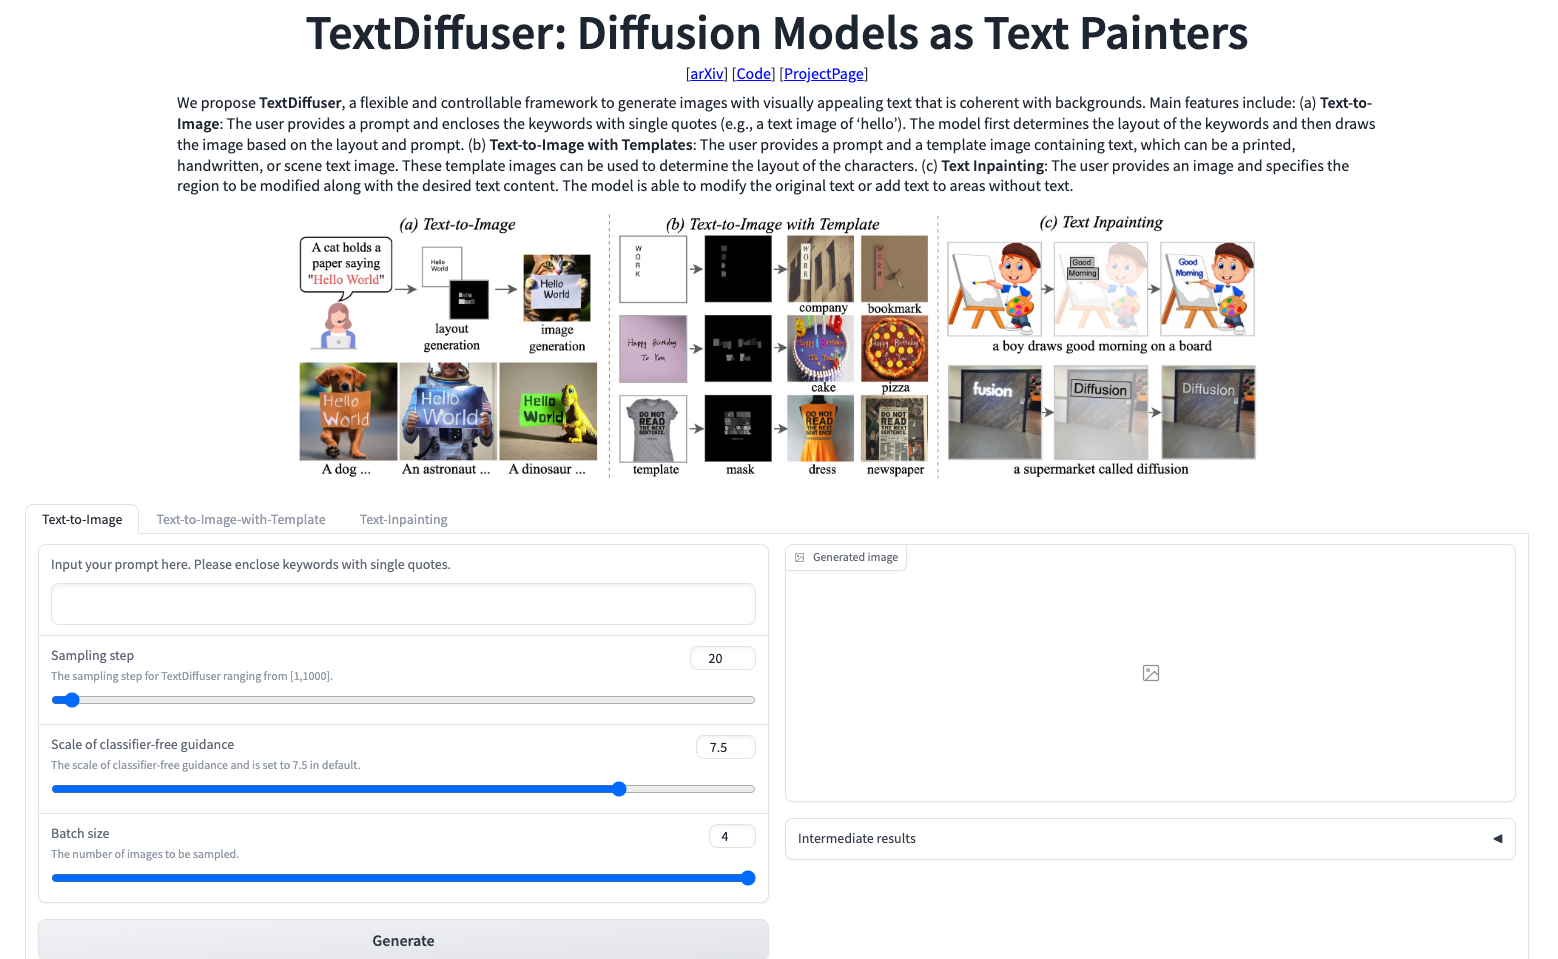 TextDiffuser: Diffusion Models as Text Painters
[arXiv] [Code] [ProjectPage]
We propose TextDiffuser, a flexible and controllable framework to generate images with visually appealing text that is coherent with backgrounds. Main features include: (a) Text-to-
Image: The user provides a prompt and encloses the keywords with single quotes (e.g., a text image of ‘hello’). The model first determines the layout of the keywords and then draws
the image based on the layout and prompt. (b) Text-to-Image with Templates: The user provides a prompt and a template image containing text, which can be a printed,
handwritten, or scene text image. These template images can be used to determine the layout of the characters. (c) Text Inpainting: The user provides an image and specifies the
region to be modified along with the desired text content. The model is able to modify the original text or add text to areas without text.
(a) Text-to-Image
A cat holds a
paper saying
"Hello World"
Hello
World
layout
generation
Hello
World
image
generation
Hello
World
Hello
World
Hello
World
A dog ...
An astronaut ...
A dinosaur ...
(b) Text-to-Image with Template
W
O
R
K
WORK
WORK
company
bookmark
Happy Birthday
To You
Happy Birthday
cake
pizza
DO NOT
READ
THE NEXT
SENTENCE.
DO NOT
READ
DO NOT
READ
THE NEXT
template
mask
dress
newspaper
(c) Text Inpainting
Good
Morning
Good
Morning
a boy draws good morning on a board
fusion
Diffusion
Diffusion
a supermarket called diffusion
Text-to-Image
Text-to-Image-with-Template
Text-Inpainting
Input your prompt here. Please enclose keywords with single quotes.
Sampling step
20
The sampling step for TextDiffuser ranging from [1,1000].
Scale of classifier-free guidance
7.5
The scale of classifier-free guidance and is set to 7.5 in default.
Batch size
4
The number of images to be sampled.
Generate
Generated image
Intermediate results